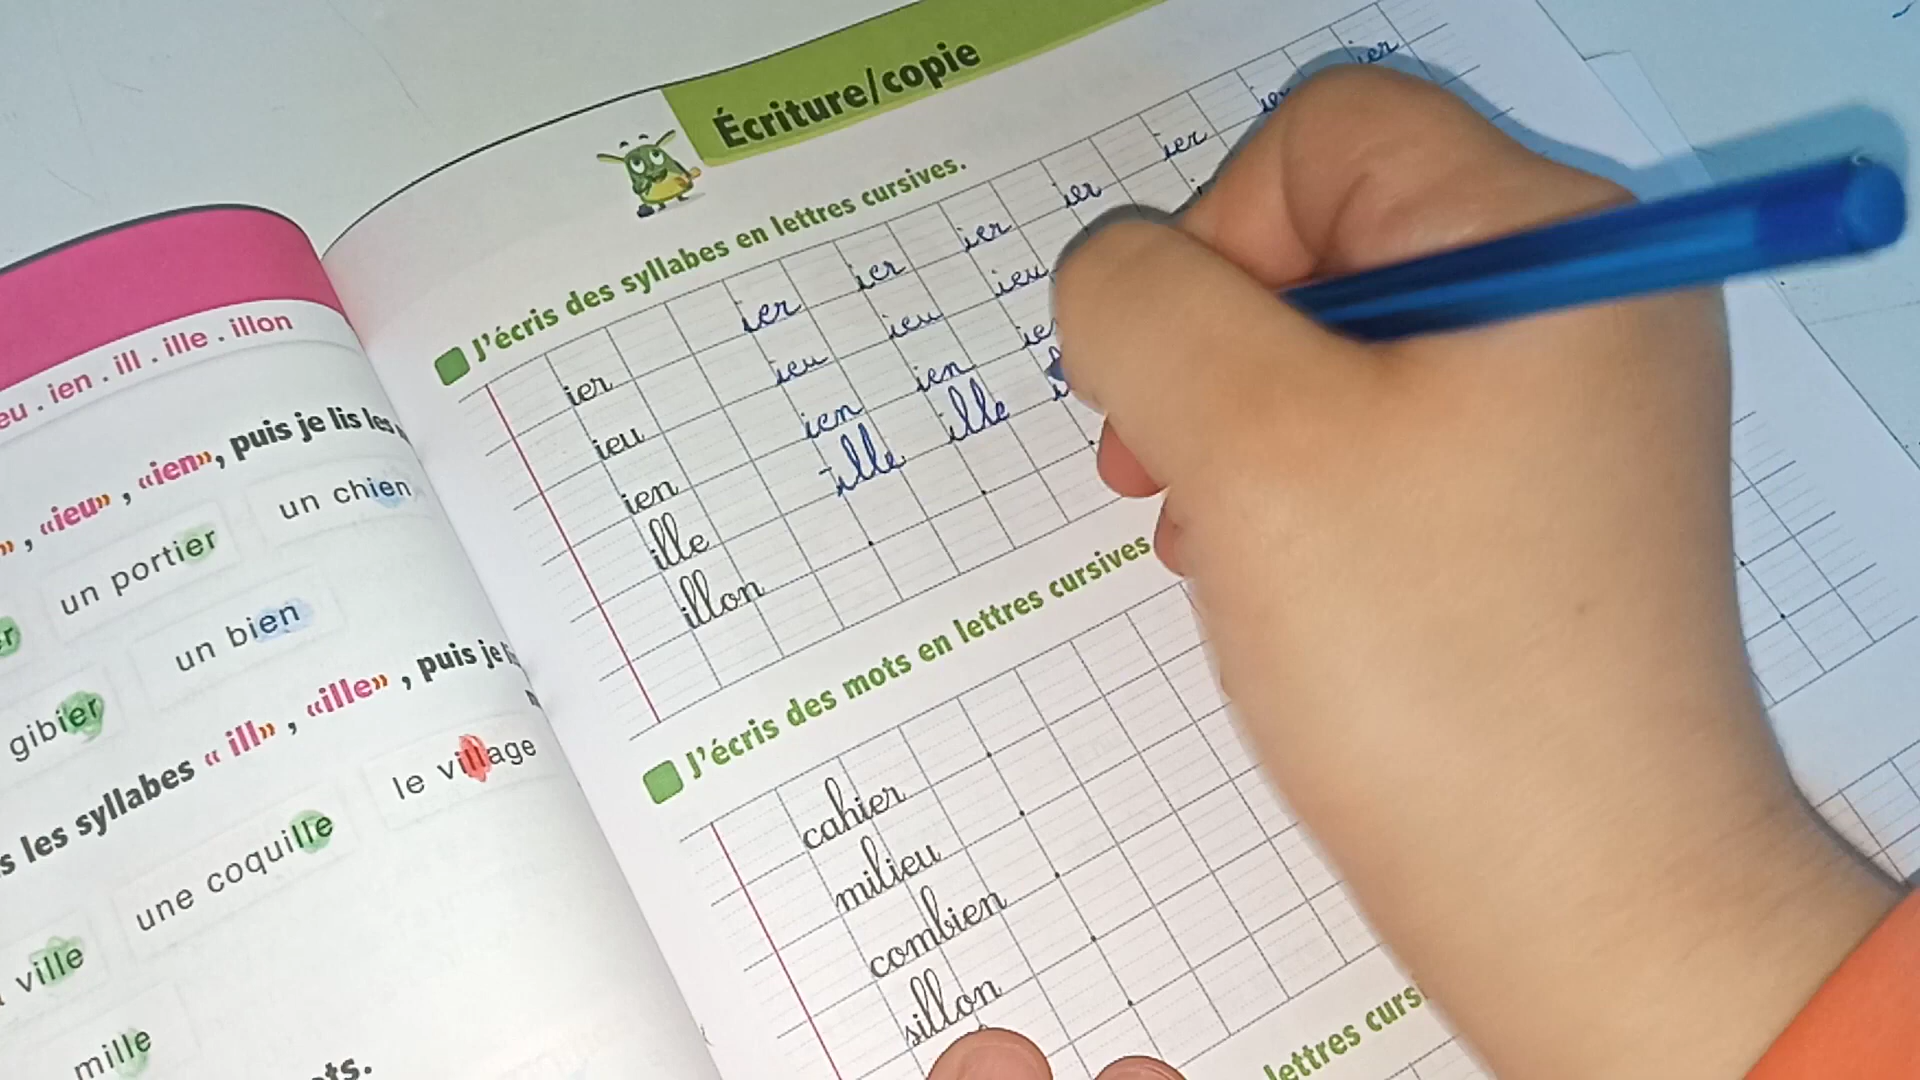 eu . ien . ill . ille . illon
» , «ieu» , «ien», puis je lis les
un portier
un chien
r
un bien
gibier
s les syllabes « ill» , «ille» , puis je
une coquille
le village
ville
mille
ts.
Écriture/copie
J'écris des syllabes en lettres cursives.
ier ier ier ier ier ier ier
ieu ieu ieu ieu
ien ien ien
ille ille ille
illon
J'écris des mots en lettres cursives
cahier
milieu
combien
sillon
lettres curs